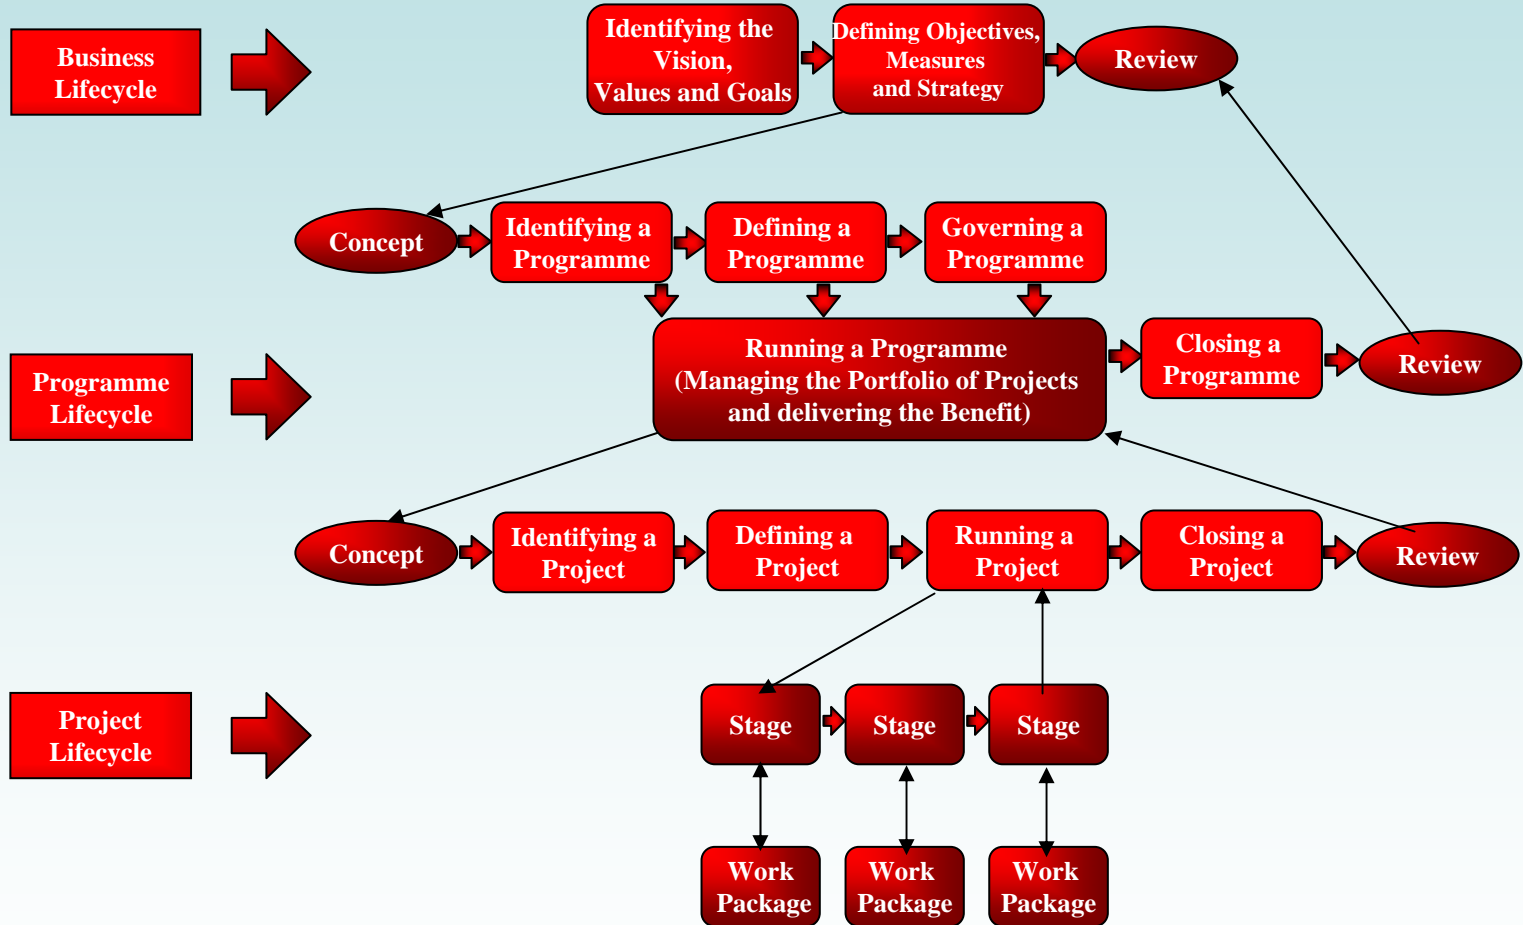 Business
Lifecycle
Identifying the
Vision,
Values and Goals
Defining Objectives,
Measures
and Strategy
Review
Concept
Identifying a
Programme
Defining a
Programme
Governing a
Programme
Programme
Lifecycle
Running a Programme
(Managing the Portfolio of Projects
and delivering the Benefit)
Closing a
Programme
Review
Concept
Identifying a
Project
Defining a
Project
Running a
Project
Closing a
Project
Review
Project
Lifecycle
Stage
Stage
Stage
Work
Package
Work
Package
Work
Package